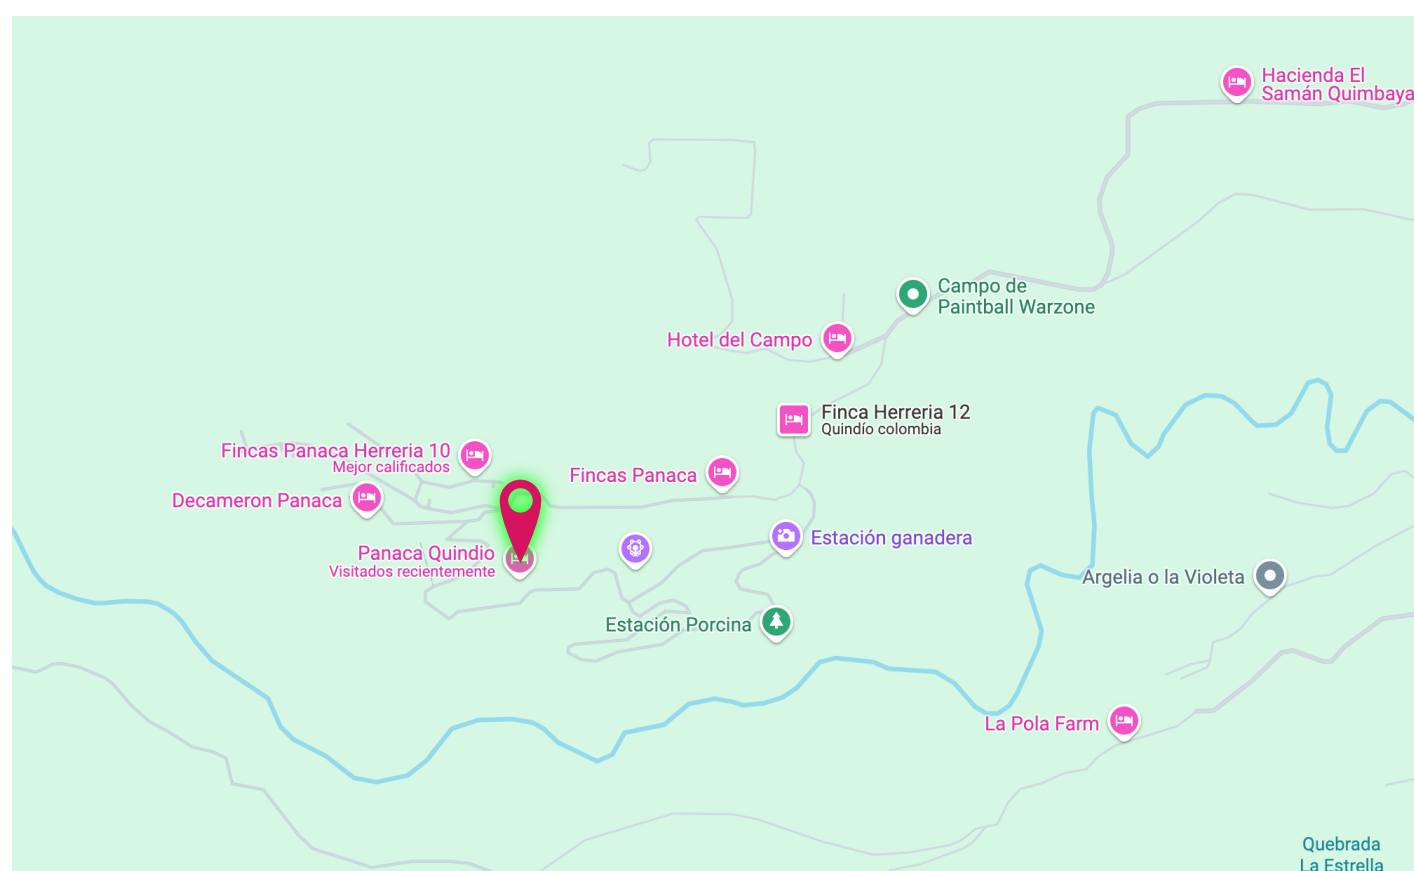 Hacienda El
Samán Quimbaya
Campo de
Paintball Warzone
Hotel del Campo
Finca Herreria 12
Quindío colombia
Fincas Panaca Herreria 10
Mejor calificados
Fincas Panaca
Decameron Panaca
Estación ganadera
Panaca Quindio
Visitados recientemente
Argelia o la Violeta
Estación Porcina
La Pola Farm
Quebrada
La Estrella